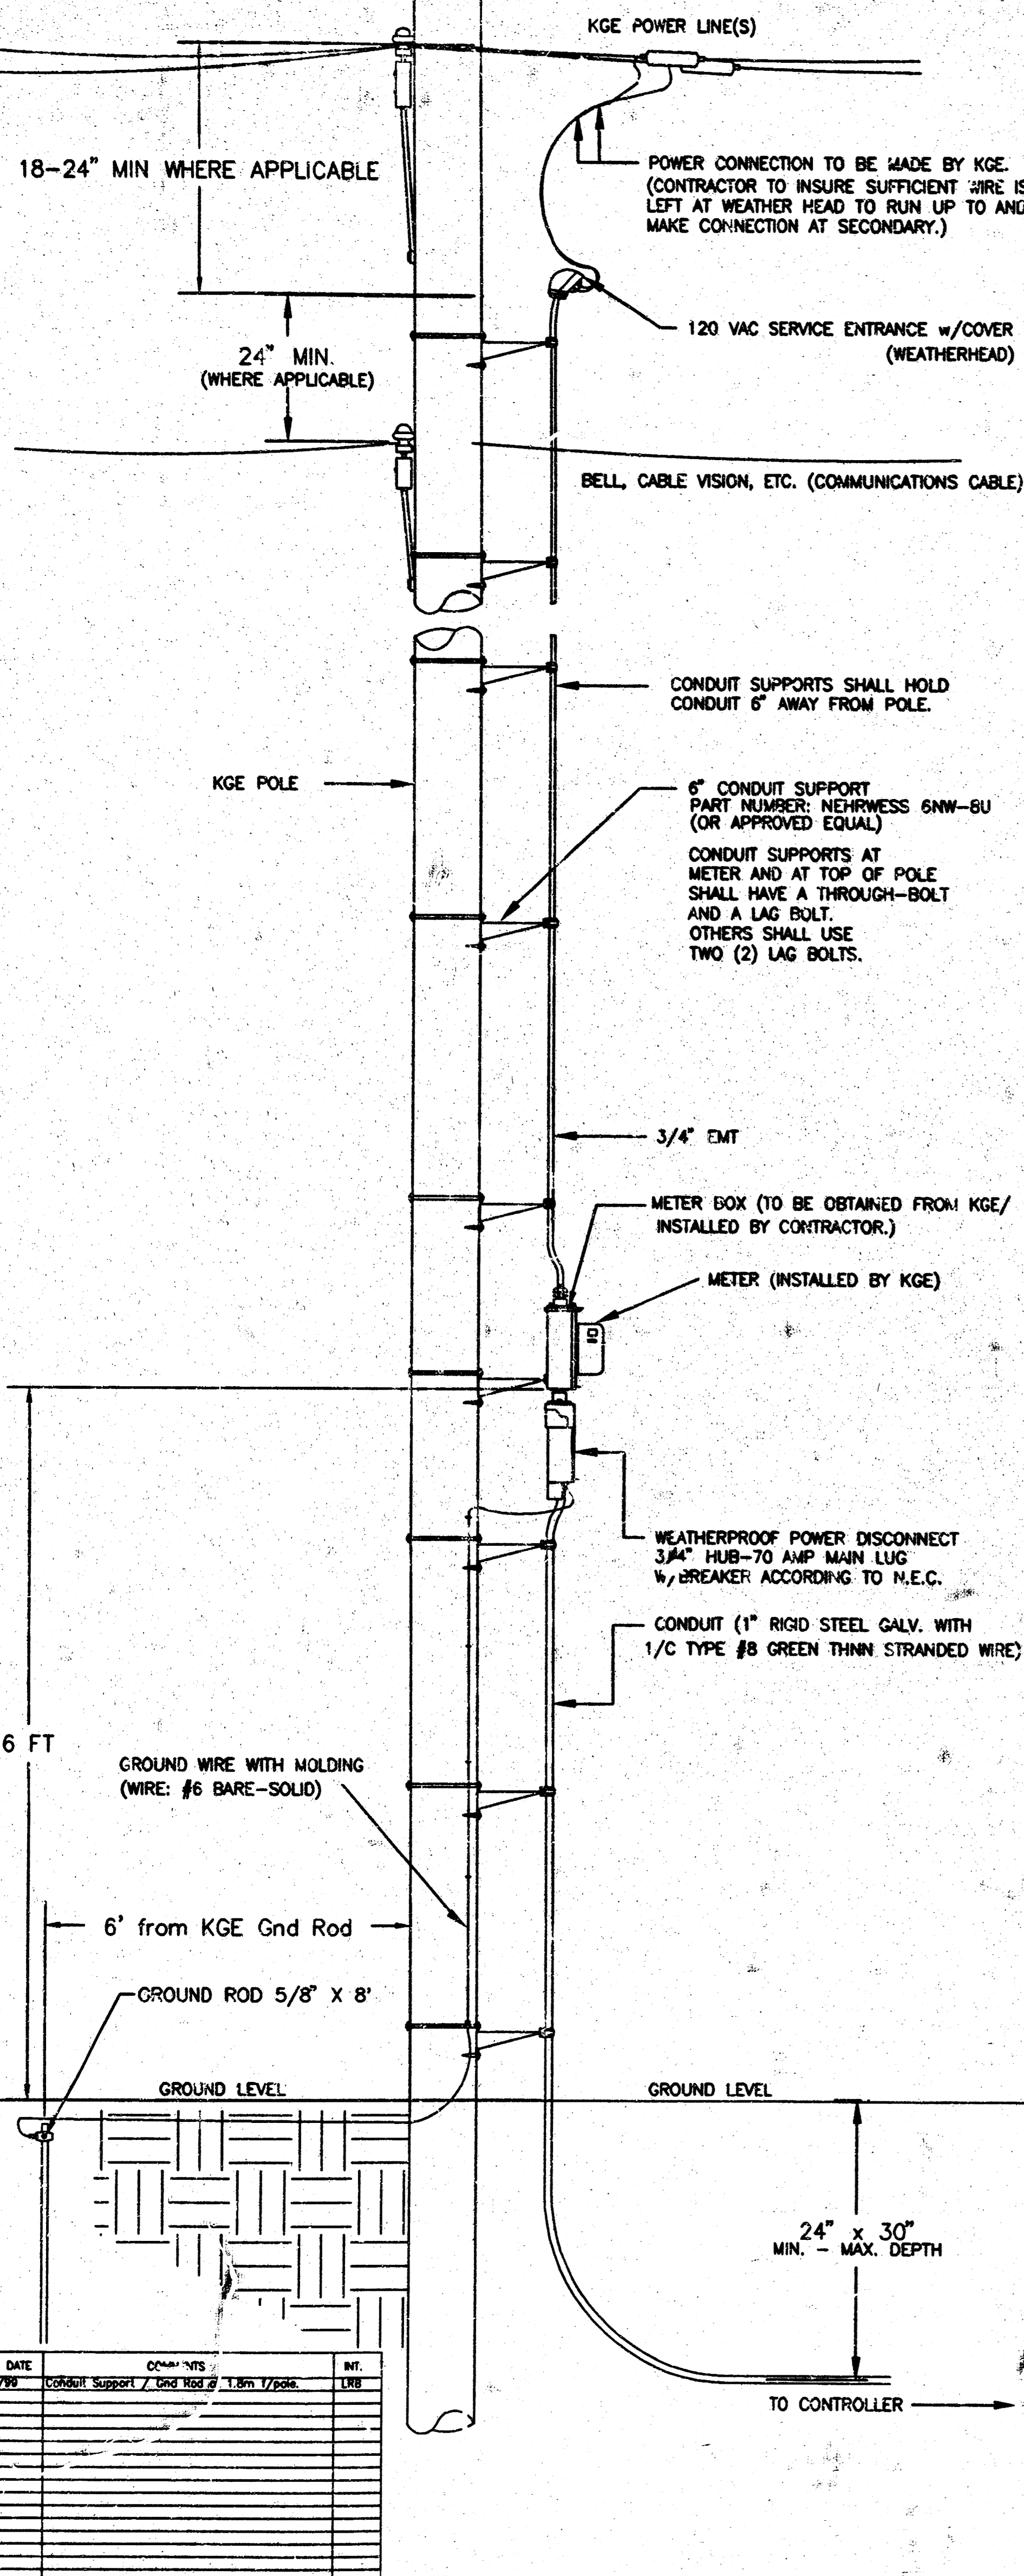 KGE POWER LINE(S)
18-24" MIN WHERE APPLICABLE
POWER CONNECTION TO BE MADE BY KGE.
(CONTRACTOR TO INSURE SUFFICIENT WIRE IS
LEFT AT WEATHER HEAD TO RUN UP TO AND
MAKE CONNECTION AT SECONDARY.)
120 VAC SERVICE ENTRANCE w/COVER
(WEATHERHEAD)
24" MIN.
(WHERE APPLICABLE)
BELL, CABLE VISION, ETC. (COMMUNICATIONS CABLE)
CONDUIT SUPPORTS SHALL HOLD
CONDUIT 6" AWAY FROM POLE.
KGE POLE
6" CONDUIT SUPPORT
PART NUMBER: NEHRWESS 6NW-8U
(OR APPROVED EQUAL)
CONDUIT SUPPORTS AT
METER AND AT TOP OF POLE
SHALL HAVE A THROUGH-BOLT
AND A LAG BOLT.
OTHERS SHALL USE
TWO (2) LAG BOLTS.
3/4" EMT
METER BOX (TO BE OBTAINED FROM KGE/
INSTALLED BY CONTRACTOR.)
METER (INSTALLED BY KGE)
WEATHERPROOF POWER DISCONNECT
3/4" HUB-70 AMP MAIN LUG
W/BREAKER ACCORDING TO N.E.C.
CONDUIT (1" RIGID STEEL GALV. WITH
1/C TYPE #8 GREEN THNN STRANDED WIRE)
6 FT
GROUND WIRE WITH MOLDING
(WIRE: #6 BARE-SOLID)
6' from KGE Gnd Rod
GROUND ROD 5/8" X 8'
GROUND LEVEL
GROUND LEVEL
24" x 30"
MIN. - MAX. DEPTH
DATE COMMENTS INT.
/99 Conduit Support / Gnd Rod @ 1.8m f/pole. LRB
TO CONTROLLER